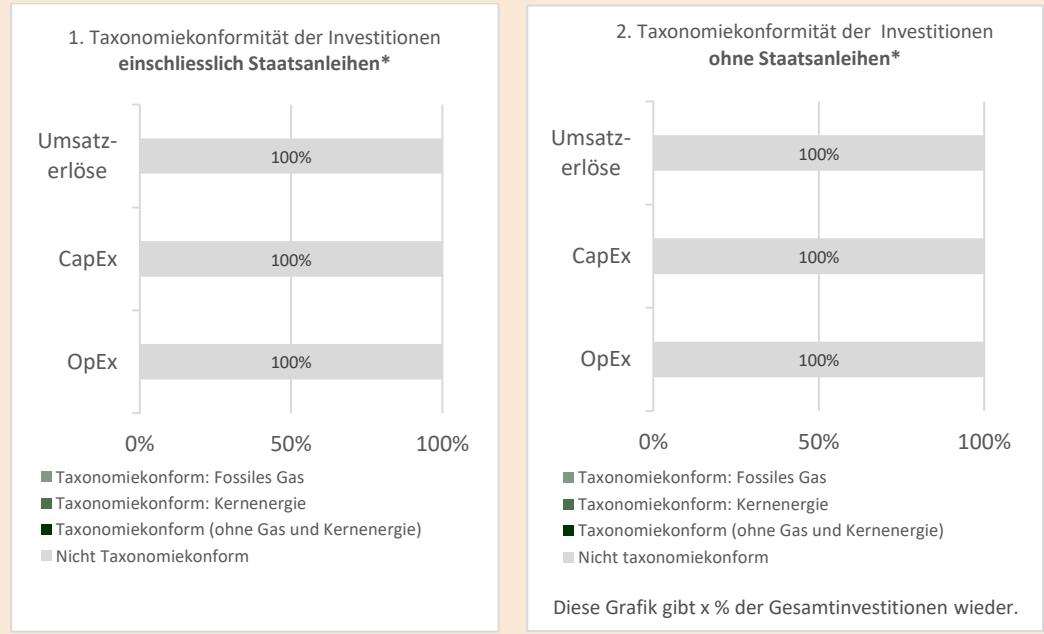 1. Taxonomiekonformität der Investitionen
einschliesslich Staatsanleihen*
Umsatz-
erlöse
100%
CapEx
100%
OpEx
100%
0%
50%
100%
Taxonomiekonform: Fossiles Gas
Taxonomiekonform: Kernenergie
Taxonomiekonform (ohne Gas und Kernenergie)
Nicht Taxonomiekonform
2. Taxonomiekonformität der Investitionen
ohne Staatsanleihen*
Umsatz-
erlöse
100%
CapEx
100%
OpEx
100%
0%
50%
100%
Taxonomiekonform: Fossiles Gas
Taxonomiekonform: Kernenergie
Taxonomiekonform (ohne Gas und Kernenergie)
Nicht taxonomiekonform
Diese Grafik gibt x % der Gesamtinvestitionen wieder.